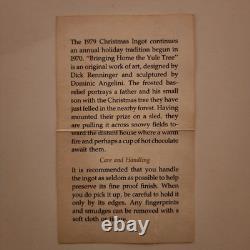 The 1979 Christmas Ingot continues
an annual holiday tradition begun in
1970. "Bringing Home the Yule Tree"
is an original work of art, designed by
Dick Renninger and sculptured by
Dominic Angelini. The frosted bas-
relief portrays a father and his small
son with the Christmas tree they have
just felled in the nearby forest. Having
mounted their prize on a sled, they
are pulling it across snowy fields to-
ward the distant house where a warm
fire and perhaps a cup of hot chocolate
await them.
Care and Handling
It is recommended that you handle
the ingot as seldom as possible to help
preserve its fine proof finish. When
you do pick it up, be careful to hold it
only by its edges. Any fingerprints
and smudges can be removed with a
soft cloth or